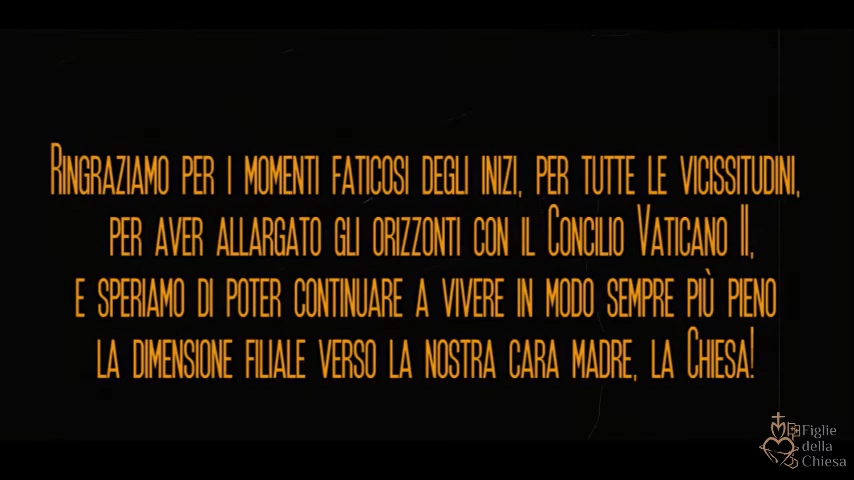 Ringraziamo per i momenti faticosi degli inizi, per tutte le vicissitudini,
per aver allargato gli orizzonti con il Concilio Vaticano II,
e speriamo di poter continuare a vivere in modo sempre più pieno
la dimensione filiale verso la nostra cara madre, la Chiesa!
Figlie
della
Chiesa